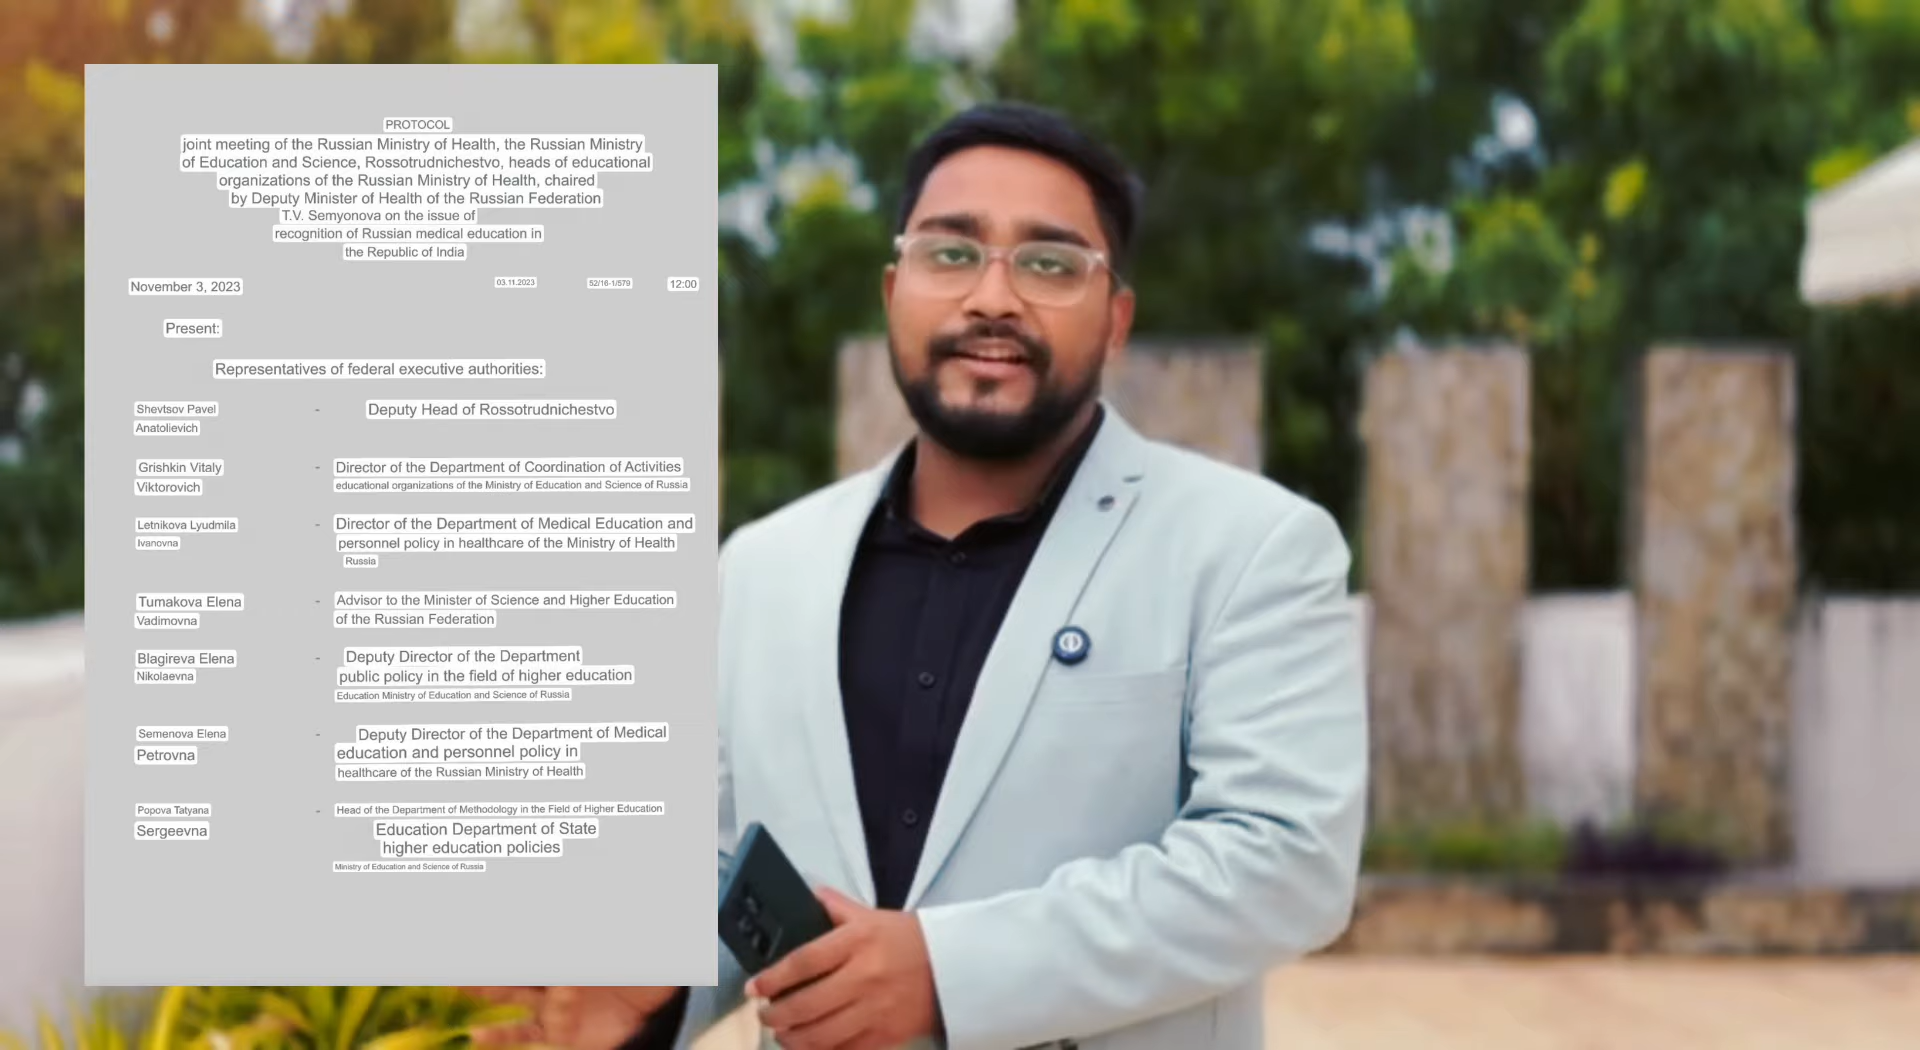 PROTOCOL
joint meeting of the Russian Ministry of Health, the Russian Ministry
of Education and Science, Rossotrudnichestvo, heads of educational
organizations of the Russian Ministry of Health, chaired
by Deputy Minister of Health of the Russian Federation
T.V. Semyonova on the issue of
recognition of Russian medical education in
the Republic of India
November 3, 2023 03.11.2023 52/16-1/579 12:00
Present:
Representatives of federal executive authorities:
Shevtsov Pavel - Deputy Head of Rossotrudnichestvo
Anatolievich
Grishkin Vitaly - Director of the Department of Coordination of Activities
Viktorovich educational organizations of the Ministry of Education and Science of Russia
Letnikova Lyudmila - Director of the Department of Medical Education and
Ivanovna personnel policy in healthcare of the Ministry of Health
Russia
Tumakova Elena - Advisor to the Minister of Science and Higher Education
Vadimovna of the Russian Federation
Blagireva Elena - Deputy Director of the Department
Nikolaevna public policy in the field of higher education
Education Ministry of Education and Science of Russia
Semenova Elena - Deputy Director of the Department of Medical
Petrovna education and personnel policy in
healthcare of the Russian Ministry of Health
Popova Tatyana - Head of the Department of Methodology in the Field of Higher Education
Sergeevna Education Department of State
higher education policies
Ministry of Education and Science of Russia